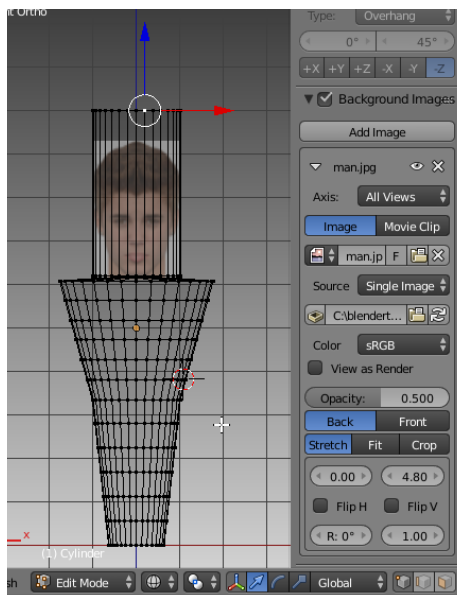 nt Ortho
Type: Overhang
0° 45°
+X +Y +Z -X -Y -Z
Background Images
Add Image
man.jpg
Axis: All Views
Image Movie Clip
man.jp F
Source Single Image
C:\blendert...
Color sRGB
View as Render
Opacity: 0.500
Back Front
Stretch Fit Crop
0.00 4.80
Flip H Flip V
R: 0° 1.00
x
(1) Cylinder
sh Edit Mode Global